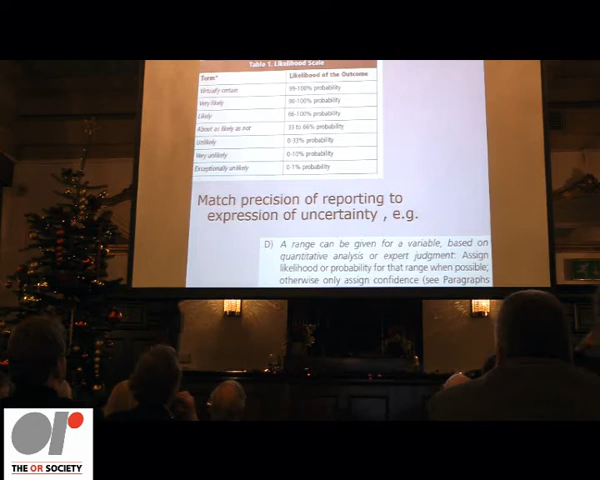 Table 1. Likelihood Scale
Term* Likelihood of the Outcome
Virtually certain 99-100% probability
Very likely 90-100% probability
Likely 66-100% probability
About as likely as not 33 to 66% probability
Unlikely 0-33% probability
Very unlikely 0-10% probability
Exceptionally unlikely 0-1% probability
Match precision of reporting to
expression of uncertainty , e.g.
D) A range can be given for a variable, based on
quantitative analysis or expert judgment: Assign
likelihood or probability for that range when possible;
otherwise only assign confidence (see Paragraphs
or
THE OR SOCIETY